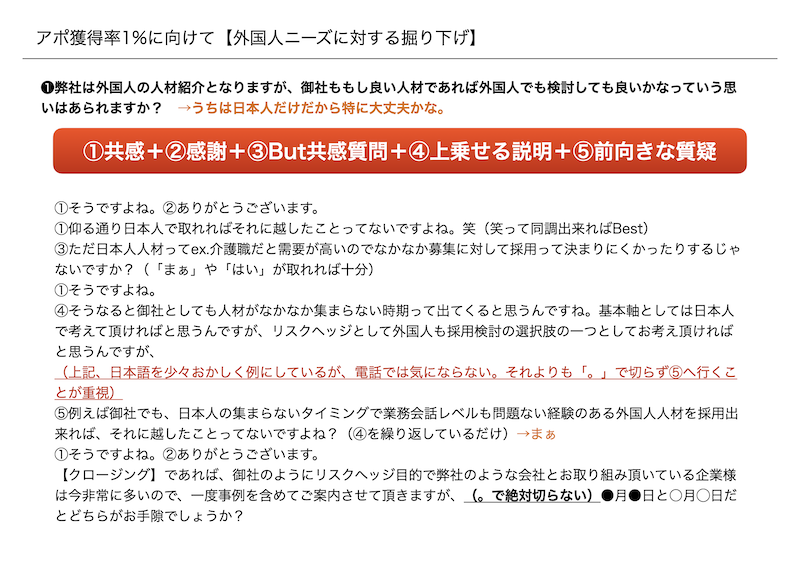 アポ獲得率1%に向けて【外国人ニーズに対する掘り下げ】
❶弊社は外国人の人材紹介となりますが、御社ももし良い人材であれば外国人でも検討しても良いかなっていう思
いはあられますか？　→うちは日本人だけだから特に大丈夫かな。
①共感＋②感謝＋③But共感質問＋④上乗せる説明＋⑤前向きな質疑
①そうですよね。②ありがとうございます。
①仰る通り日本人で取れればそれに越したことってないですよね。笑（笑って同調出来ればBest）
③ただ日本人人材ってex.介護職だと需要が高いのでなかなか募集に対して採用って決まりにくかったりするじゃ
ないですか？（「まぁ」や「はい」が取れれば十分）
①そうですよね。
④そうなると御社としても人材がなかなか集まらない時期って出てくると思うんですね。基本軸としては日本人
で考えて頂ければと思うんですが、リスクヘッジとして外国人も採用検討の選択肢の一つとしてお考え頂ければ
と思うんですが、
（上記、日本語を少々おかしく例にしているが、電話では気にならない。それよりも「。」で切らず⑤へ行くこ
とが重視）
⑤例えば御社でも、日本人の集まらないタイミングで業務会話レベルも問題ない経験のある外国人人材を採用出
来れば、それに越したことってないですよね？（④を繰り返しているだけ）→まぁ
①そうですよね。②ありがとうございます。
【クロージング】であれば、御社のようにリスクヘッジ目的で弊社のような会社とお取り組み頂いている企業様
は今非常に多いので、一度事例を含めてご案内させて頂きますが、（。で絶対切らない）●月●日と○月◯日だ
とどちらがお手隙でしょうか？